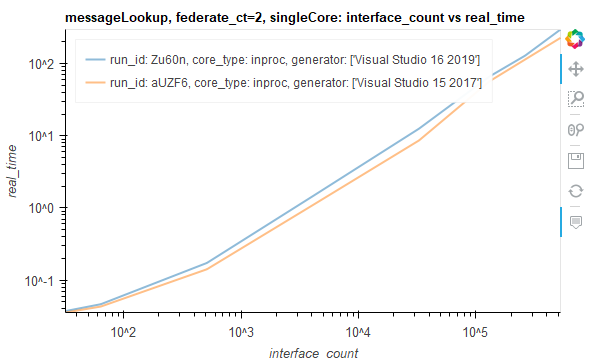 messageLookup, federate_ct=2, singleCore: interface_count vs real_time
run_id: Zu60n, core_type: inproc, generator: ['Visual Studio 16 2019']
run_id: aUZF6, core_type: inproc, generator: ['Visual Studio 15 2017']
10^2
10^1
10^0
10^-1
real_time
10^2 10^3 10^4 10^5
interface_count